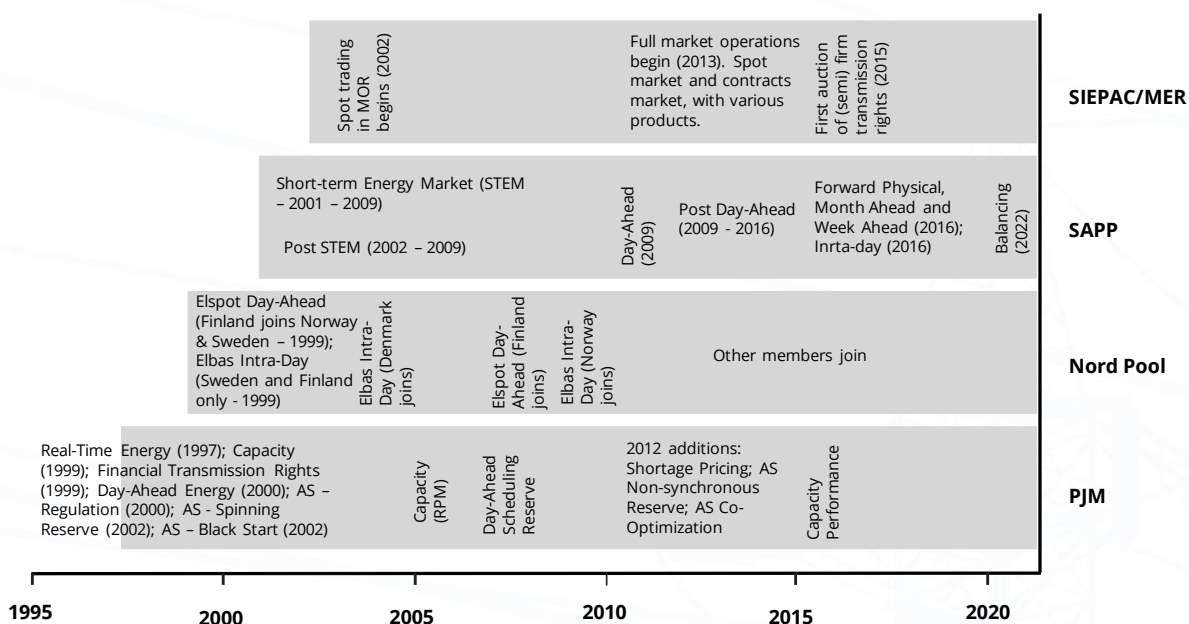 Spot trading
in MOR
begins (2002)
Full market operations
begin (2013). Spot
market and contracts
market, with various
products.
First auction
of (semi) firm
transmission
rights (2015)
SIEPAC/MER
Short-term Energy Market (STEM
– 2001 – 2009)
Post STEM (2002 – 2009)
Day-Ahead
(2009)
Post Day-Ahead
(2009 - 2016)
Forward Physical,
Month Ahead and
Week Ahead (2016);
Inrta-day (2016)
Balancing
(2022)
SAPP
Elspot Day-Ahead
(Finland joins Norway
& Sweden – 1999);
Elbas Intra-Day
(Sweden and Finland
only - 1999)
Elbas Intra-
Day (Denmark
joins)
Elspot Day-
Ahead (Finland
joins)
Elbas Intra-
Day (Norway
joins)
Other members join
Nord Pool
Real-Time Energy (1997); Capacity
(1999); Financial Transmission Rights
(1999); Day-Ahead Energy (2000); AS –
Regulation (2000); AS - Spinning
Reserve (2002); AS – Black Start (2002)
Capacity
(RPM)
Day-Ahead
Scheduling
Reserve
2012 additions:
Shortage Pricing; AS
Non-synchronous
Reserve; AS Co-
Optimization
Capacity
Performance
PJM
1995
2000
2005
2010
2015
2020